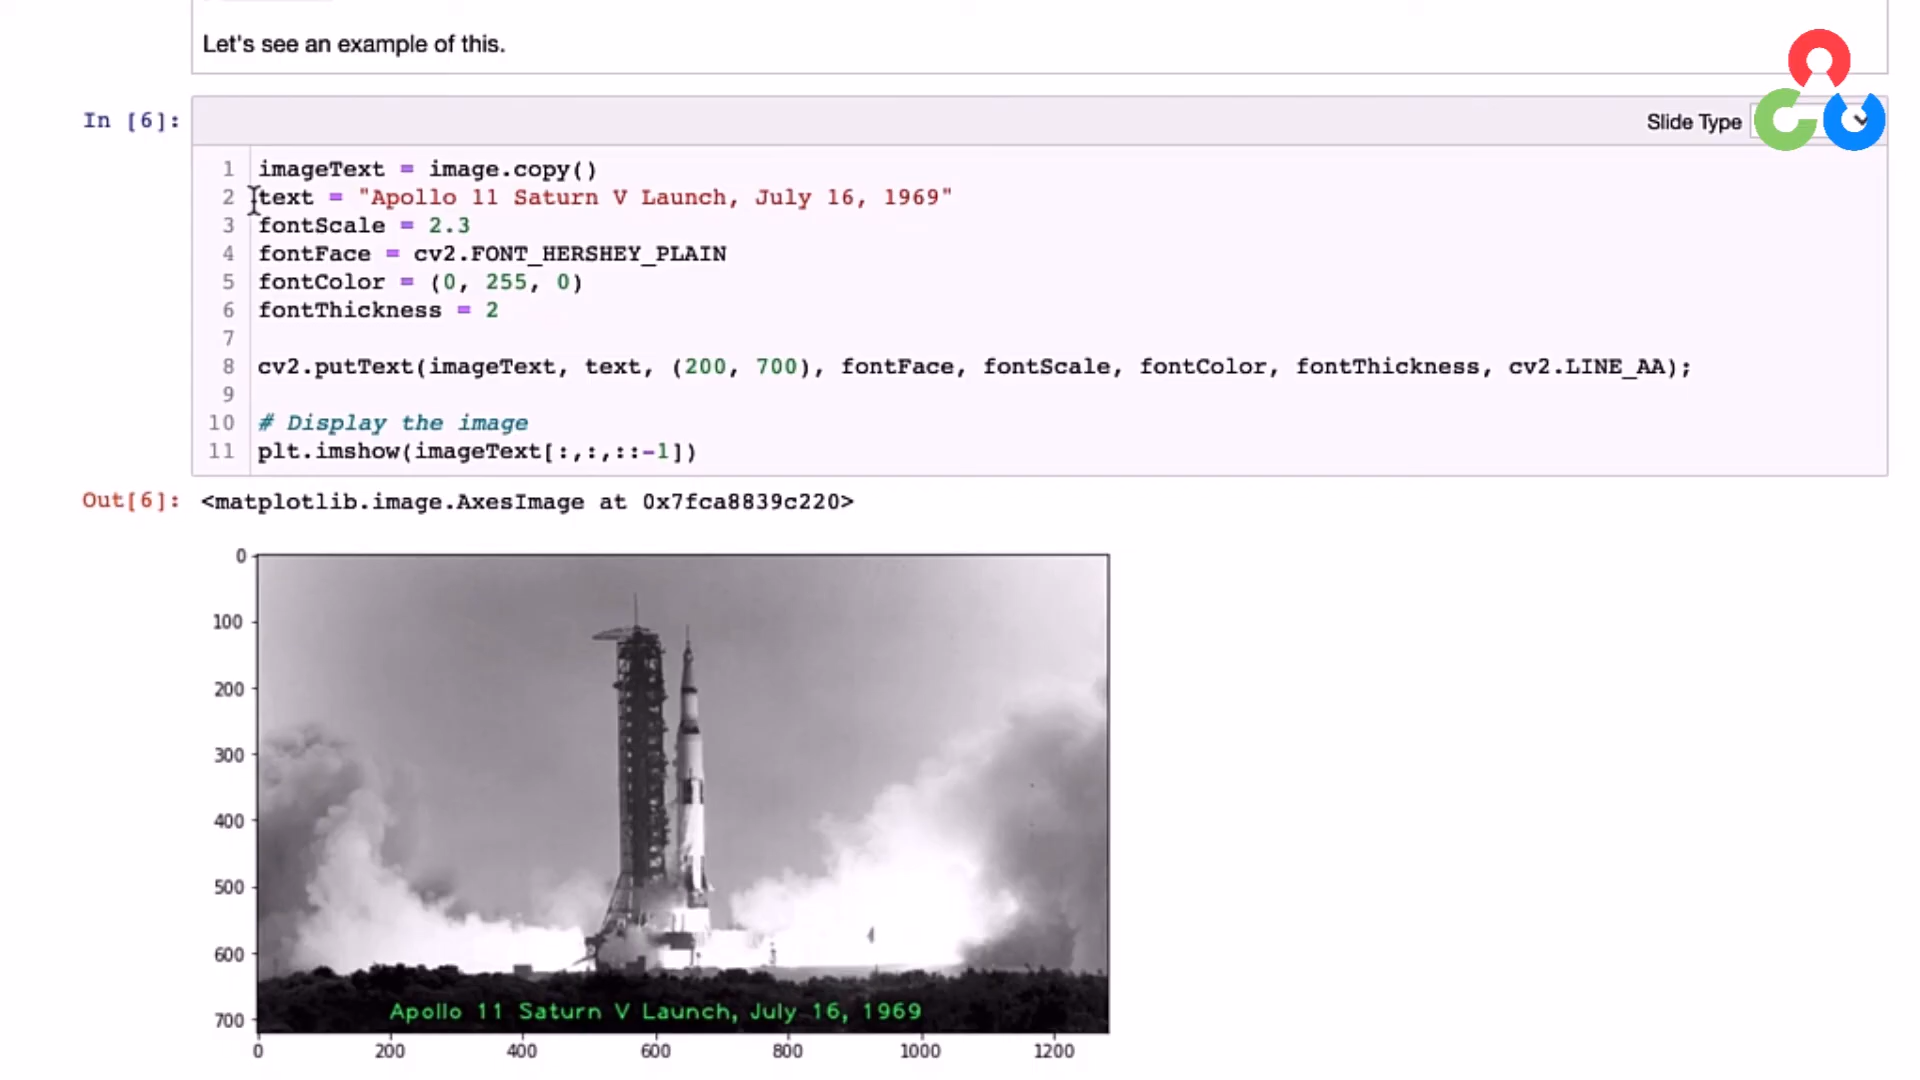 Let's see an example of this.
In [6]:
Slide Type
1 imageText = image.copy()
2 text = "Apollo 11 Saturn V Launch, July 16, 1969"
3 fontScale = 2.3
4 fontFace = cv2.FONT_HERSHEY_PLAIN
5 fontColor = (0, 255, 0)
6 fontThickness = 2
7
8 cv2.putText(imageText, text, (200, 700), fontFace, fontScale, fontColor, fontThickness, cv2.LINE_AA);
9
10 # Display the image
11 plt.imshow(imageText[:,:,::-1])
Out[6]: <matplotlib.image.AxesImage at 0x7fca8839c220>
0
100
200
300
400
500
600
700
Apollo 11 Saturn V Launch, July 16, 1969
0 200 400 600 800 1000 1200